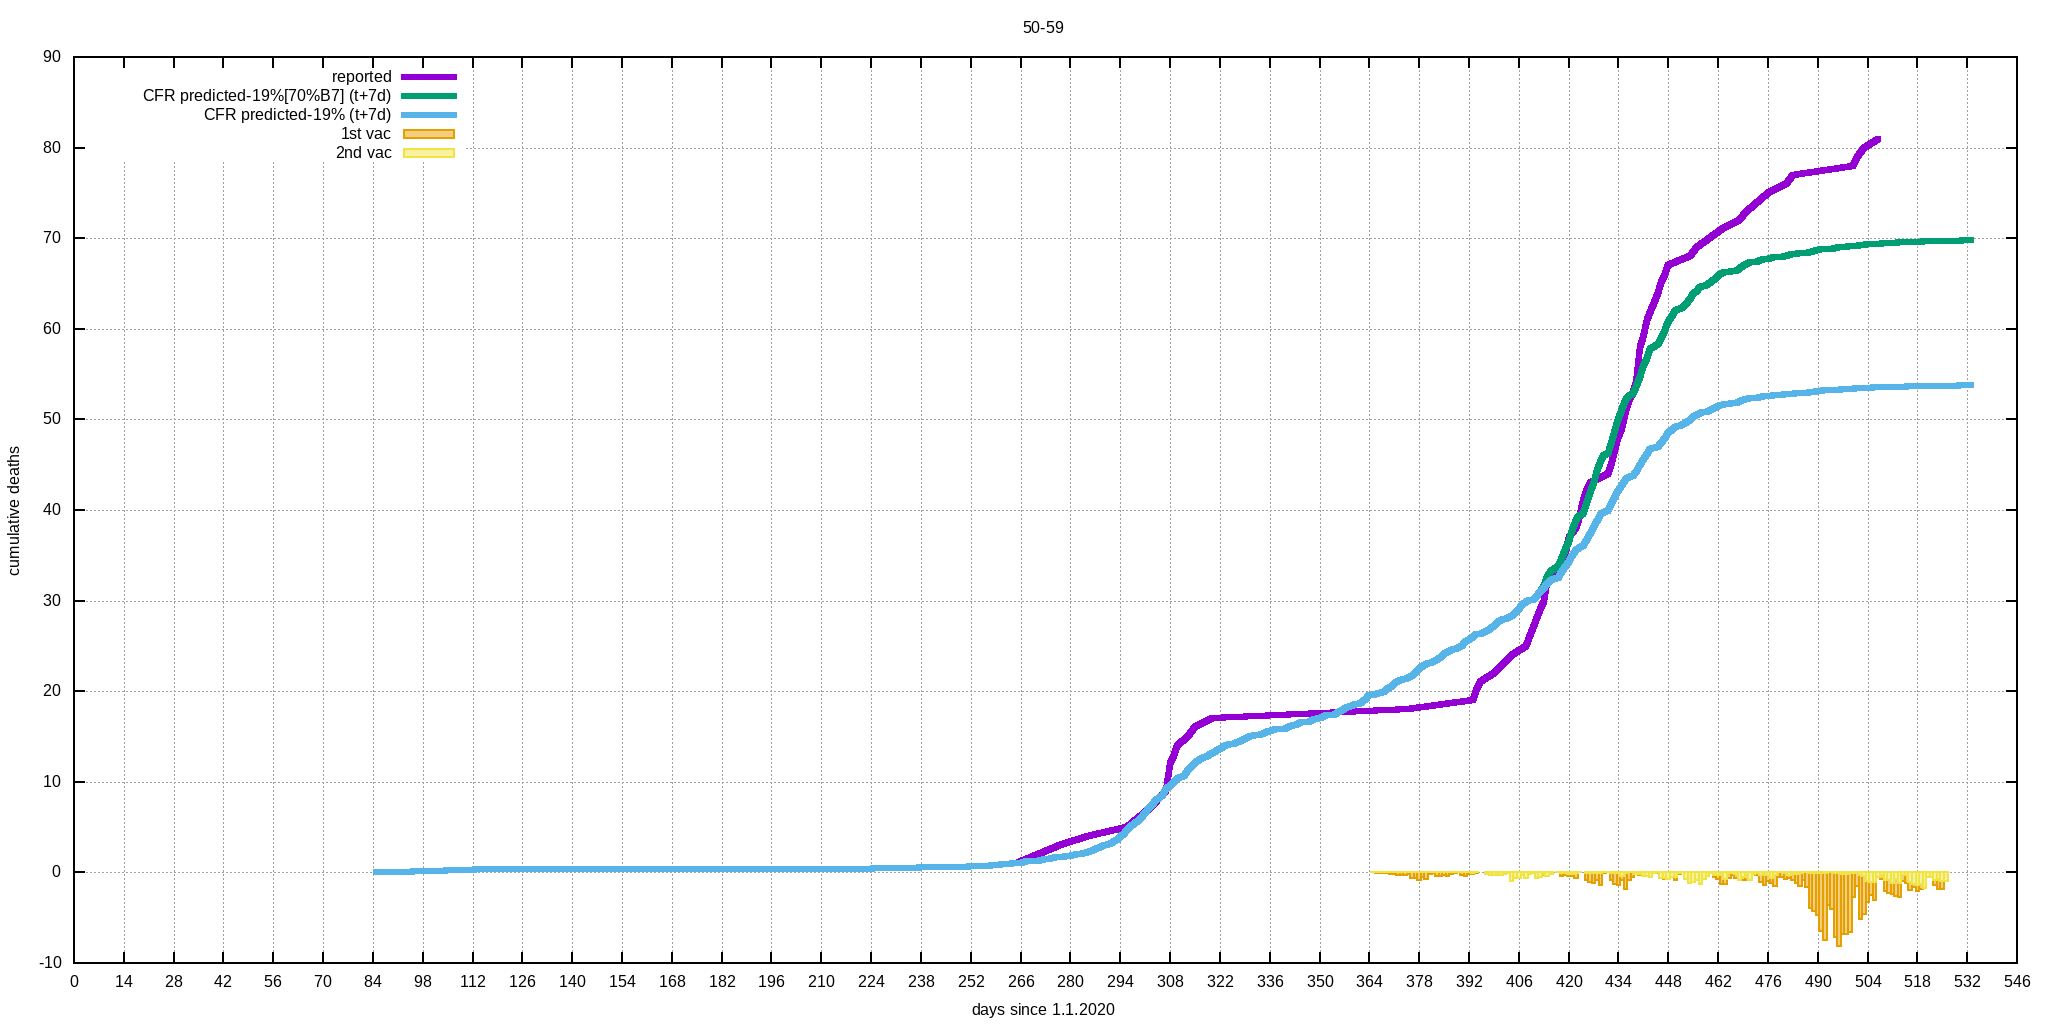 50-59
reported
CFR predicted-19%[70%B7] (t+7d)
CFR predicted-19% (t+7d)
1st vac
2nd vac
90
80
70
60
50
40
30
20
10
0
-10
cumulative deaths
0 14 28 42 56 70 84 98 112 126 140 154 168 182 196 210 224 238 252 266 280 294 308 322 336 350 364 378 392 406 420 434 448 462 476 490 504 518 532 546
days since 1.1.2020